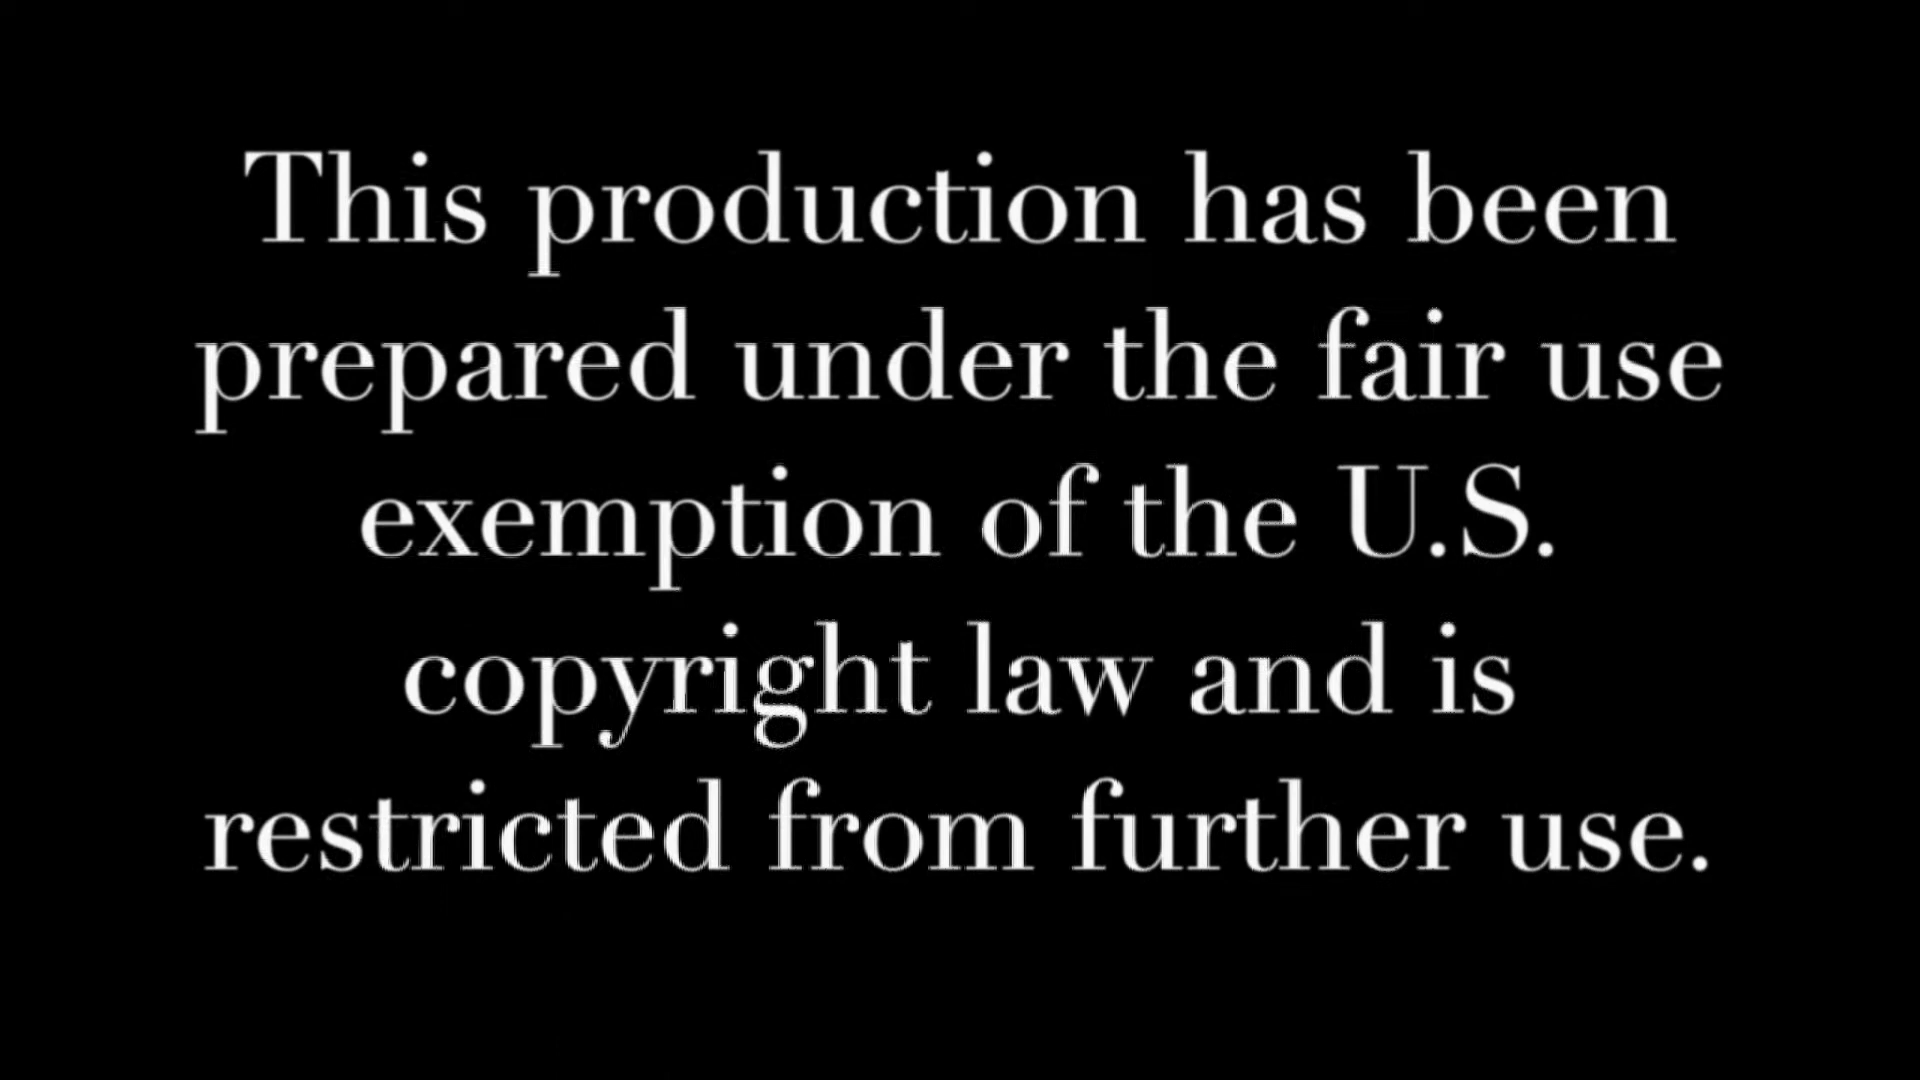 This production has been
prepared under the fair use
exemption of the U.S.
copyright law and is
restricted from further use.